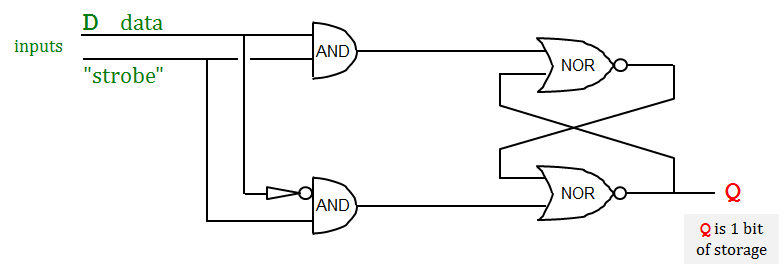 D data
inputs
"strobe"
AND
NOR
AND
NOR
Q
Q is 1 bit
of storage